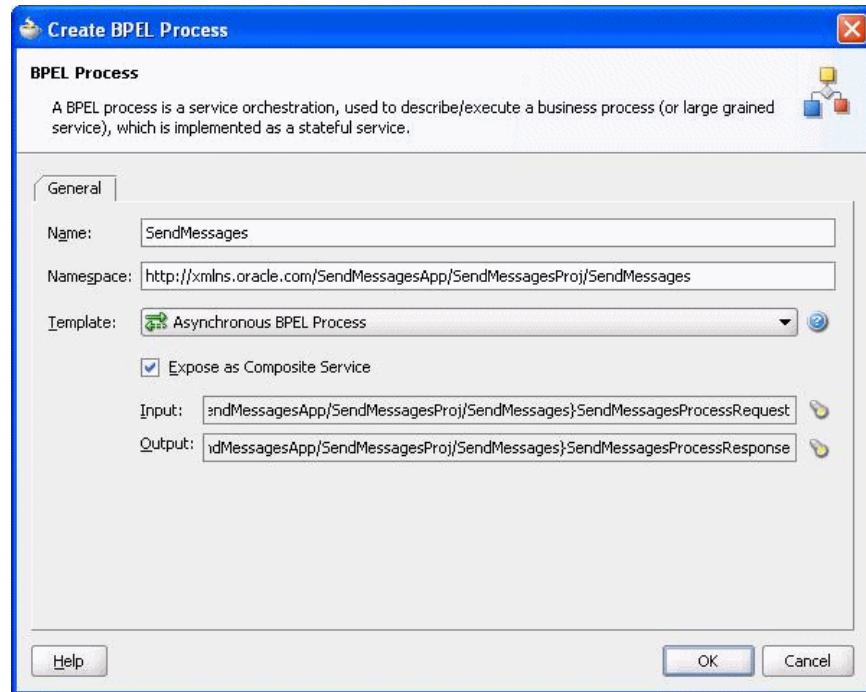 Create BPEL Process
BPEL Process
A BPEL process is a service orchestration, used to describe/execute a business process (or large grained
service), which is implemented as a stateful service.
General
Name: SendMessages
Namespace: http://xmlns.oracle.com/SendMessagesApp/SendMessagesProj/SendMessages
Template: Asynchronous BPEL Process
Expose as Composite Service
Input: endMessagesApp/SendMessagesProj/SendMessages}SendMessagesProcessRequest
Output: ndMessagesApp/SendMessagesProj/SendMessages}SendMessagesProcessResponse
Help OK Cancel